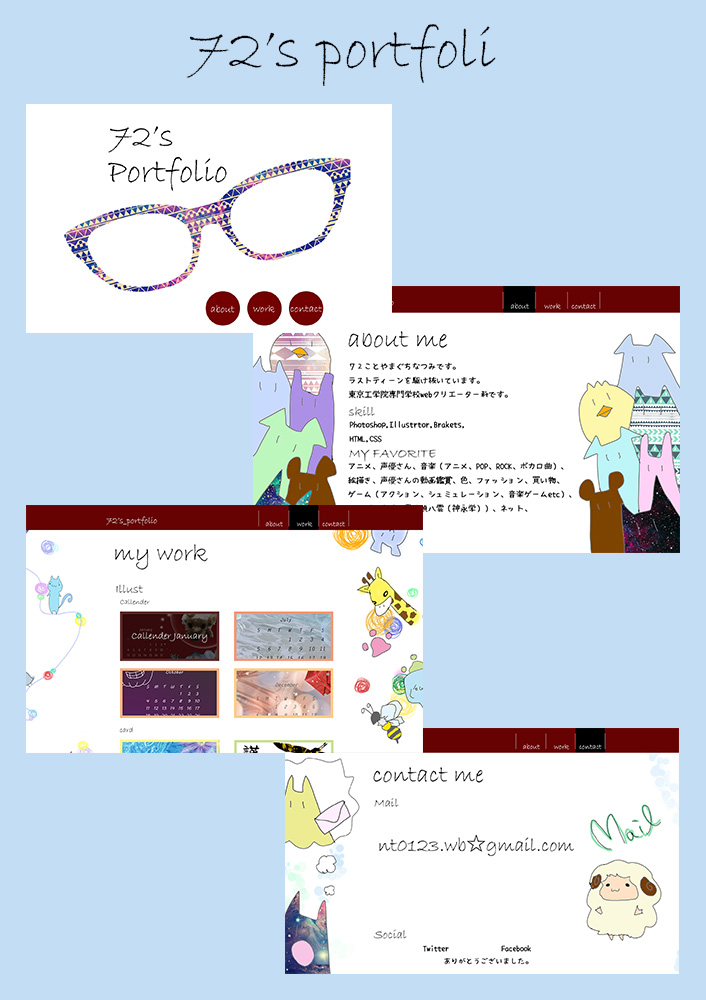 72's portfoli
72's
Portfolio
about work contact
about work contact
about me
72ことやまぐちなつみです。
ラストティーンを駆け抜いています。
東京工学院専門学校webクリエーター科です。
skill
Photoshop,Illustrtor,Brakets,
HTML,CSS
MY FAVORITE
アニメ、声優さん、音楽（アニメ、POP、ROCK、ボカロ曲）、
絵描き、声優さんの動画鑑賞、色、ファッション、買い物、
ゲーム（アクション、シュミュレーション、音楽ゲームetc）、
八雲（神永学））、ネット、
72's_portfolio about work contact
my work
Illust
Callender
Callender January
July
S M T W T F S
October
S M T W T F S
December
S M T W T F S
card
謹
about work contact
contact me
Mail
Mail
nt0123.wb☆gmail.com
Social
Twitter Facebook
ありがとうございました。